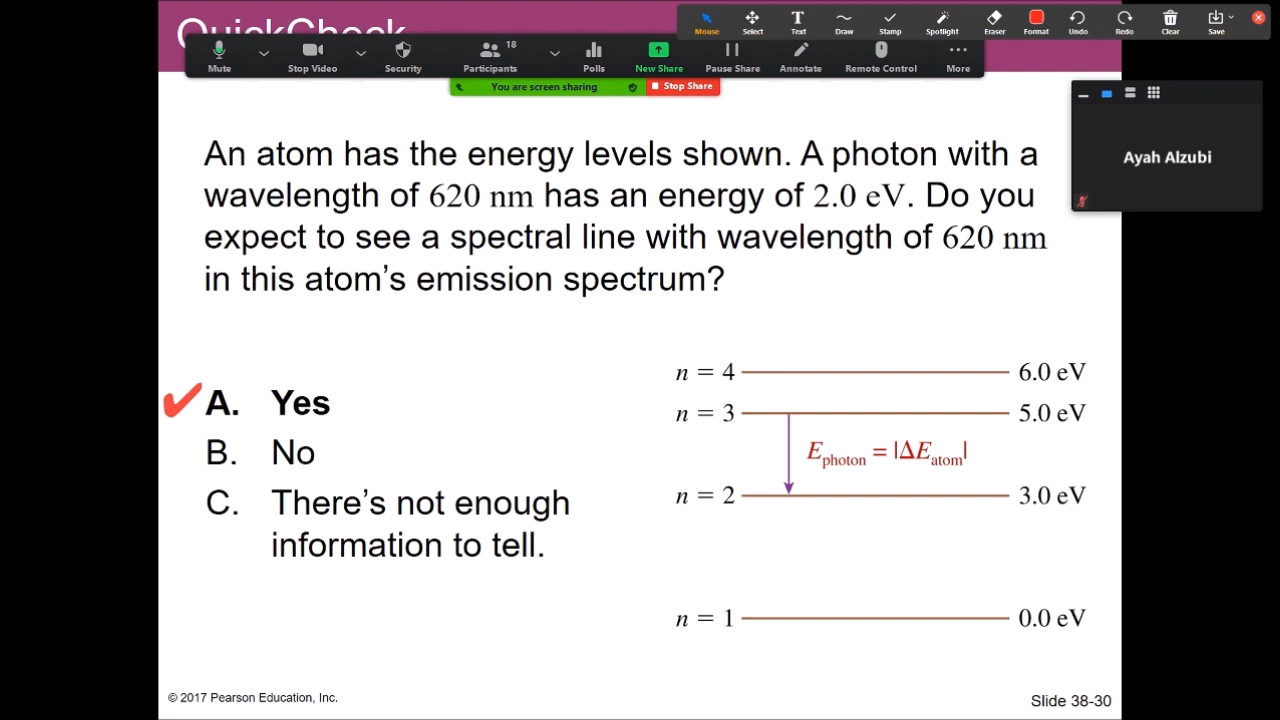 QuickCheck
Mouse Select Text Draw Stamp Spotlight Eraser Format Undo Redo Clear Save
18
Mute Stop Video Security Participants Polls New Share Pause Share Annotate Remote Control More
You are screen sharing Stop Share
Ayah Alzubi
An atom has the energy levels shown. A photon with a
wavelength of 620 nm has an energy of 2.0 eV. Do you
expect to see a spectral line with wavelength of 620 nm
in this atom’s emission spectrum?
A. Yes
B. No
C. There’s not enough
information to tell.
n = 4 6.0 eV
n = 3 5.0 eV
Ephoton = |ΔEatom|
n = 2 3.0 eV
n = 1 0.0 eV
© 2017 Pearson Education, Inc.
Slide 38-30